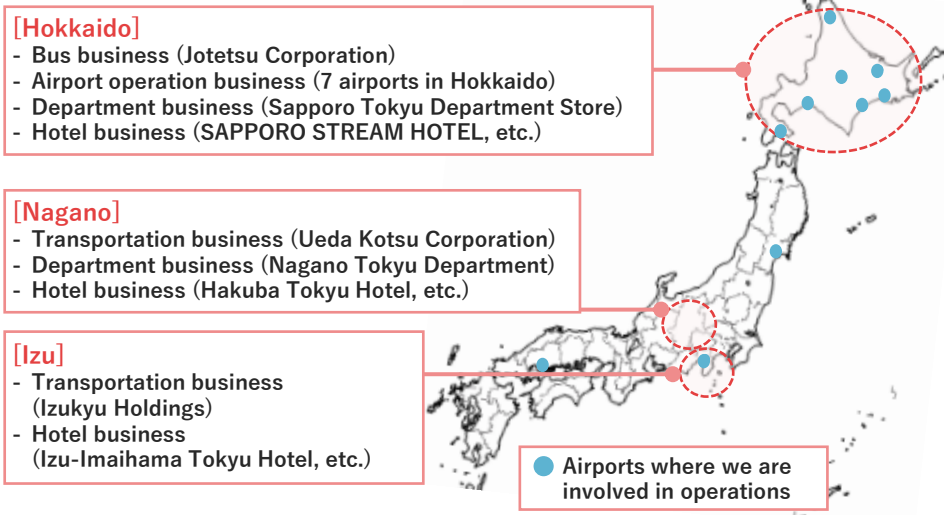 [Hokkaido]
- Bus business (Jotetsu Corporation)
- Airport operation business (7 airports in Hokkaido)
- Department business (Sapporo Tokyu Department Store)
- Hotel business (SAPPORO STREAM HOTEL, etc.)
[Nagano]
- Transportation business (Ueda Kotsu Corporation)
- Department business (Nagano Tokyu Department)
- Hotel business (Hakuba Tokyu Hotel, etc.)
[Izu]
- Transportation business
(Izukyu Holdings)
- Hotel business
(Izu-Imaihama Tokyu Hotel, etc.)
Airports where we are
involved in operations